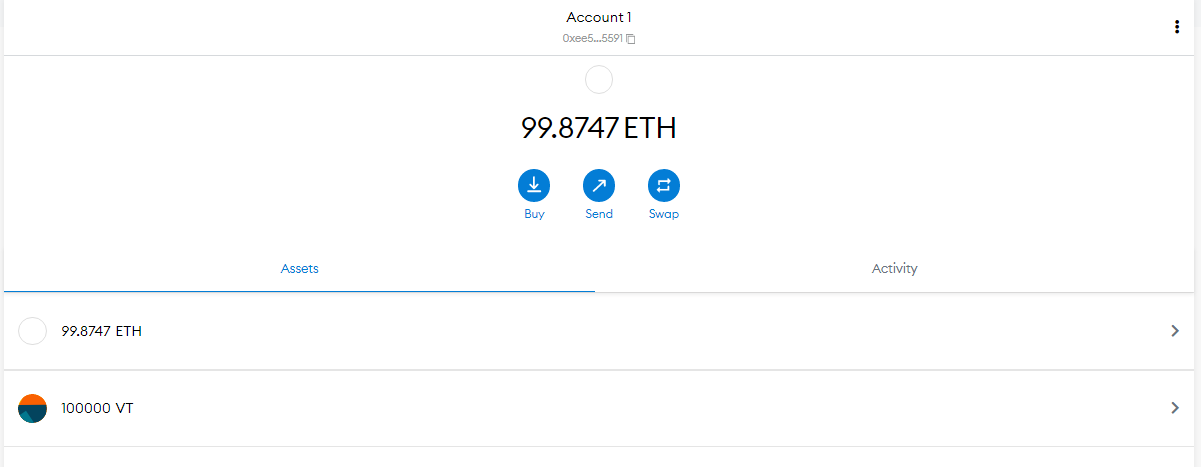 Account 1
0xee5...5591
99.8747 ETH
Buy Send Swap
Assets Activity
99.8747 ETH
100000 VT